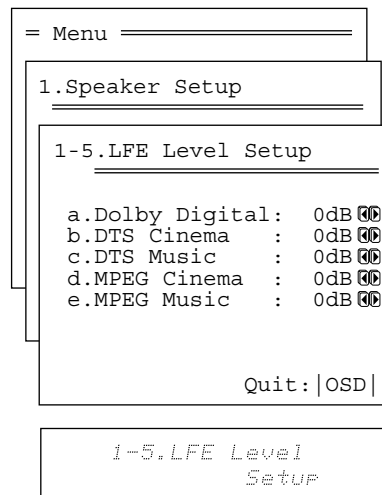 = Menu
1.Speaker Setup
1-5.LFE Level Setup
a.Dolby Digital: 0dB
b.DTS Cinema : 0dB
c.DTS Music : 0dB
d.MPEG Cinema : 0dB
e.MPEG Music : 0dB
Quit:|OSD|
1-5.LFE Level
Setup